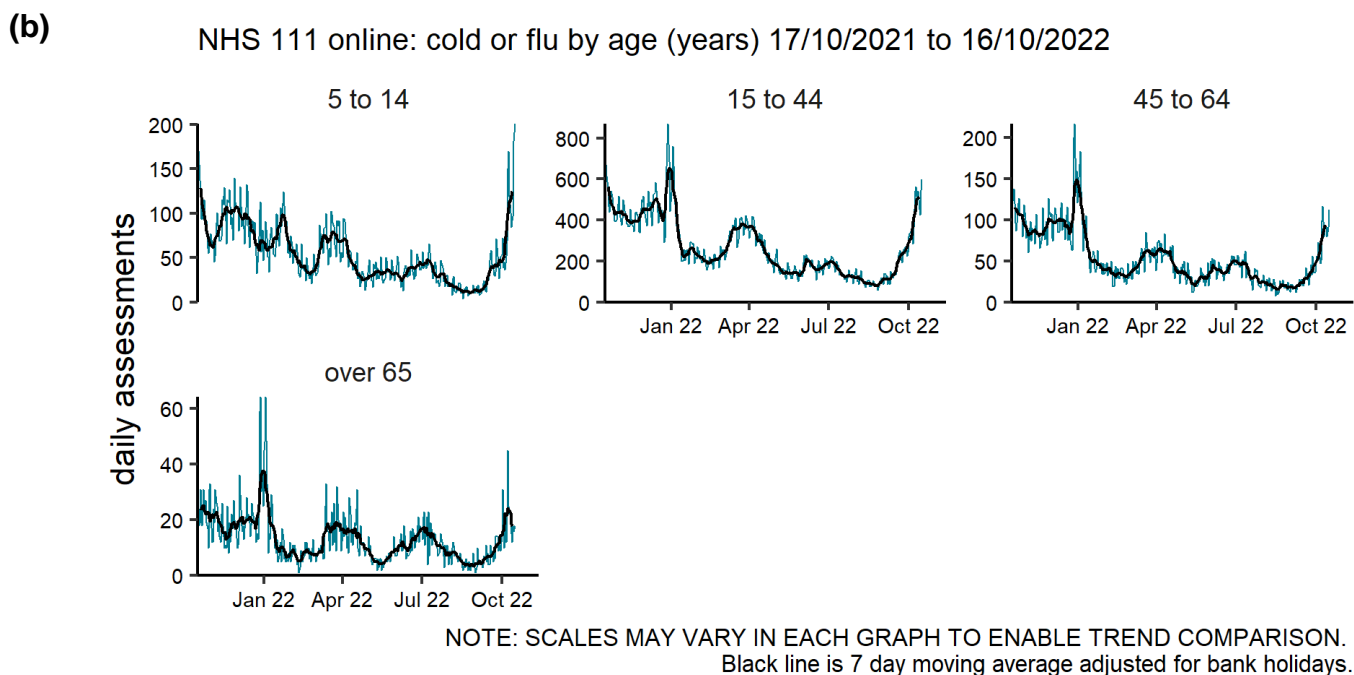 (b)
NHS 111 online: cold or flu by age (years) 17/10/2021 to 16/10/2022
daily assessments
5 to 14
200
150
100
50
0
15 to 44
800
600
400
200
0
Jan 22 Apr 22 Jul 22 Oct 22
45 to 64
200
150
100
50
0
Jan 22 Apr 22 Jul 22 Oct 22
over 65
60
40
20
0
Jan 22 Apr 22 Jul 22 Oct 22
NOTE: SCALES MAY VARY IN EACH GRAPH TO ENABLE TREND COMPARISON.
Black line is 7 day moving average adjusted for bank holidays.